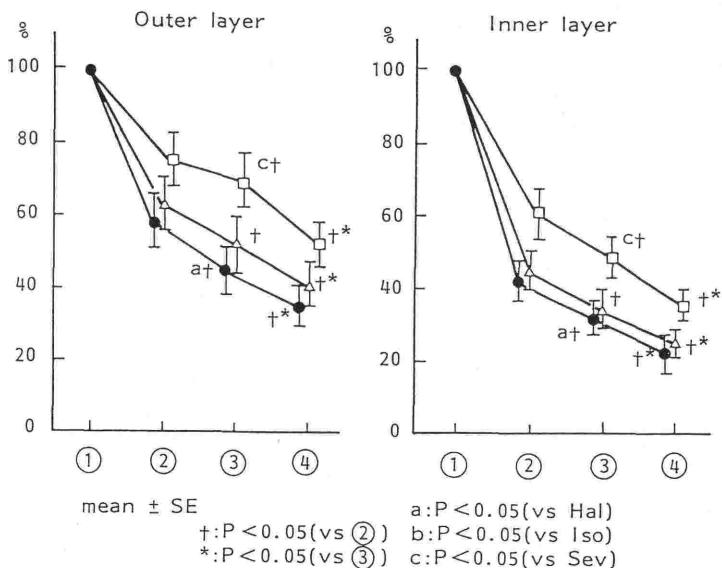 Outer layer
%
100
80
60
40
20
0
c†
†
a†
†*
†*
†*
① ② ③ ④
Inner layer
%
100
80
60
40
20
0
c†
†
a†
†*
†*
†*
① ② ③ ④
mean ± SE
†:P<0.05(vs ②)
*:P<0.05(vs ③)
a:P<0.05(vs Hal)
b:P<0.05(vs Iso)
c:P<0.05(vs Sev)